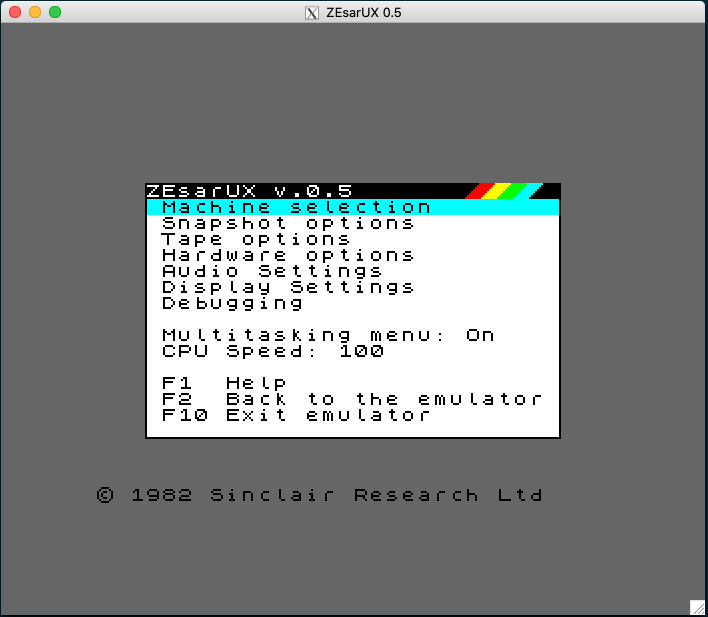 ZEsarUX 0.5
ZEsarUX v.0.5
Machine selection
Snapshot options
Tape options
Hardware options
Audio Settings
Display Settings
Debugging
Multitasking menu: On
CPU Speed: 100
F1 Help
F2 Back to the emulator
F10 Exit emulator
© 1982 Sinclair Research Ltd